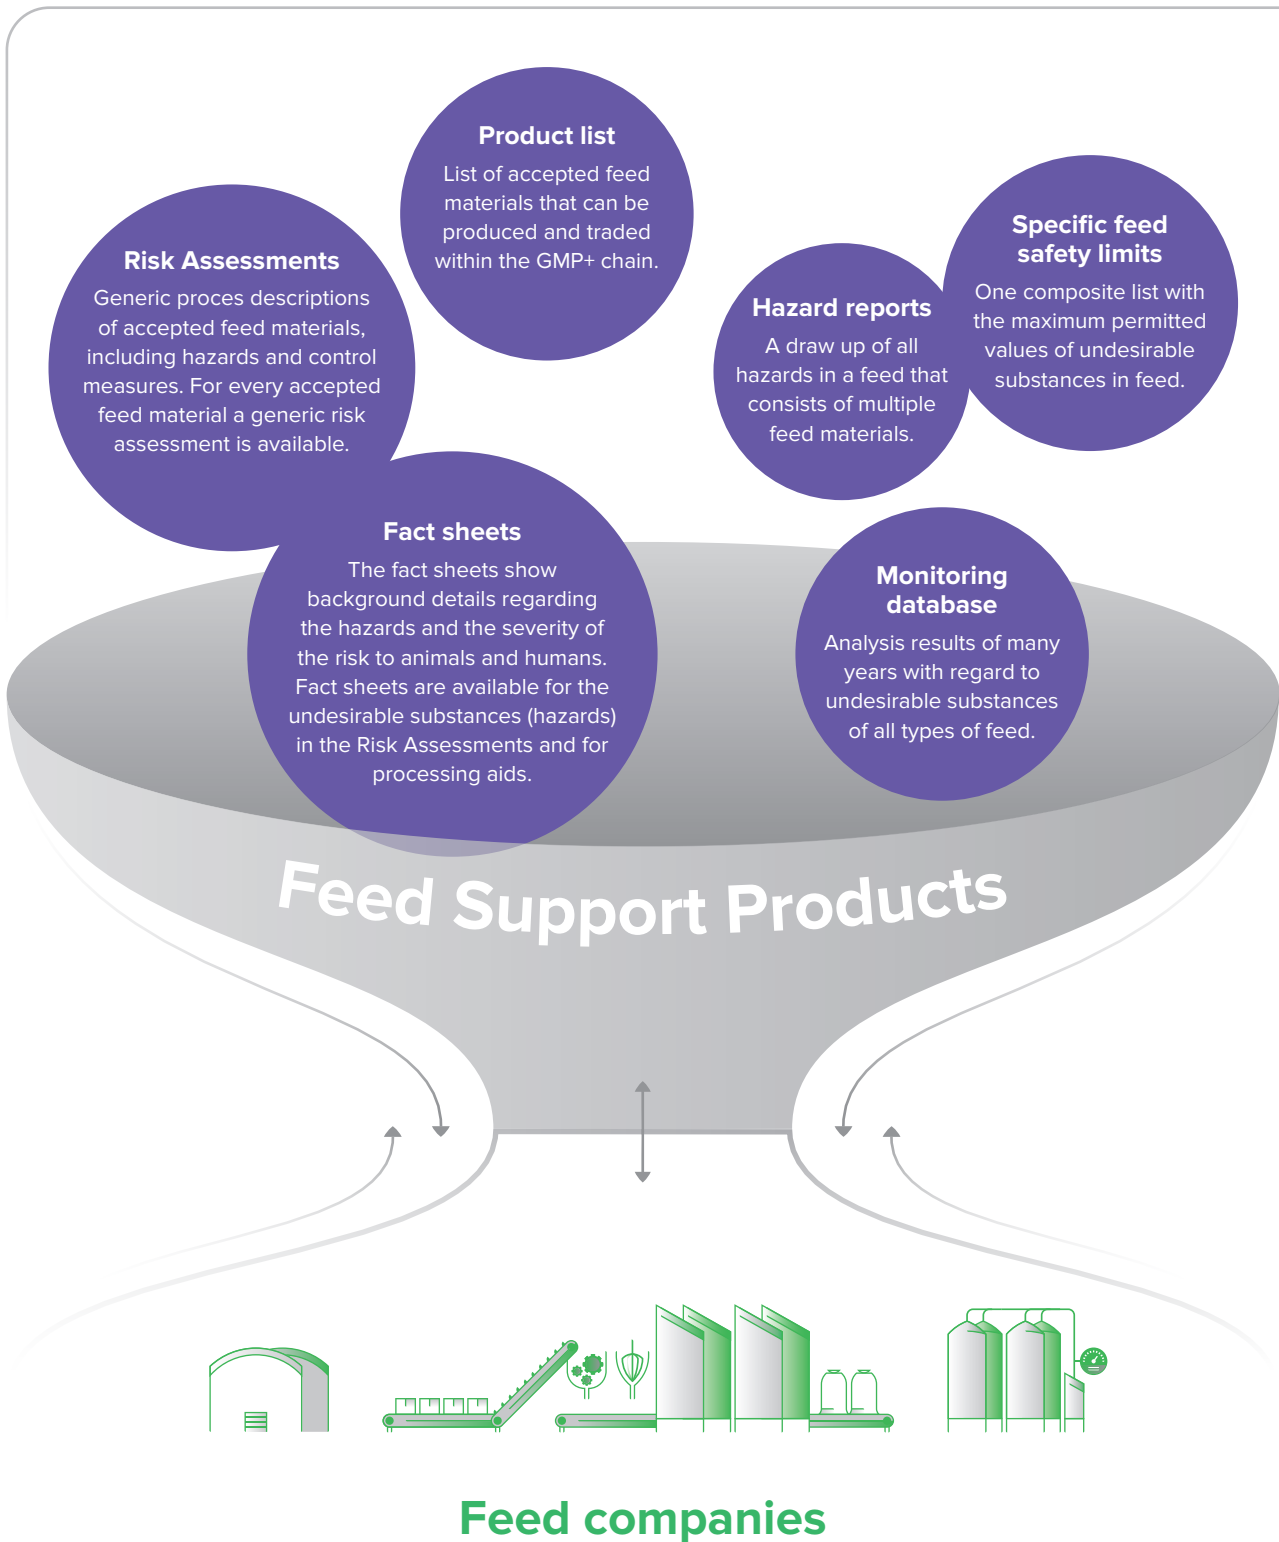 Product list
List of accepted feed
materials that can be
produced and traded
within the GMP+ chain.
Risk Assessments
Generic proces descriptions
of accepted feed materials,
including hazards and control
measures. For every accepted
feed material a generic risk
assessment is available.
Specific feed
safety limits
One composite list with
the maximum permitted
values of undesirable
substances in feed.
Hazard reports
A draw up of all
hazards in a feed that
consists of multiple
feed materials.
Fact sheets
The fact sheets show
background details regarding
the hazards and the severity of
the risk to animals and humans.
Fact sheets are available for the
undesirable substances (hazards)
in the Risk Assessments and for
processing aids.
Monitoring
database
Analysis results of many
years with regard to
undesirable substances
of all types of feed.
Feed Support Products
Feed companies